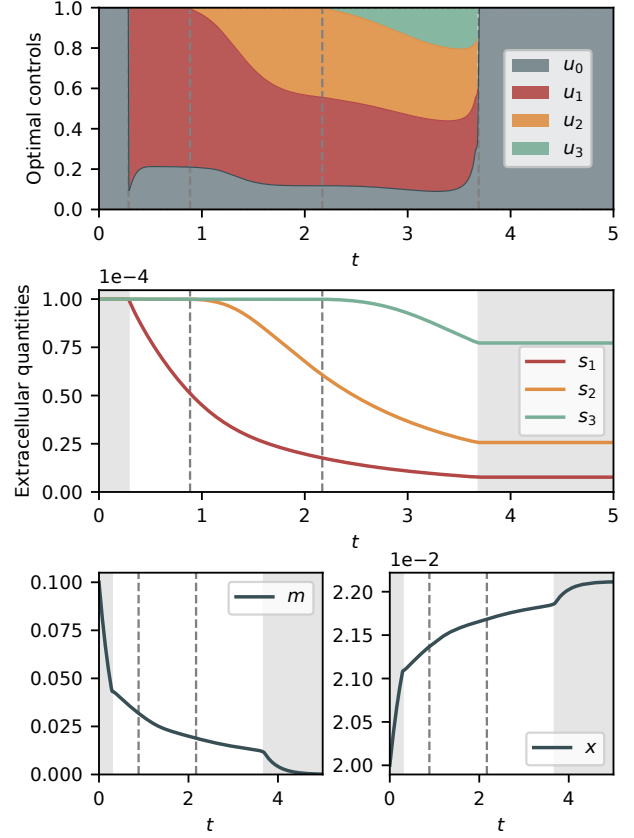 Optimal controls
1.0
0.8
0.6
0.4
0.2
0.0
u₀
u₁
u₂
u₃
0 1 2 3 4 5
t
1e−4
Extracellular quantities
1.00
0.75
0.50
0.25
0.00
s₁
s₂
s₃
0 1 2 3 4 5
t
0.100
0.075
0.050
0.025
0.000
m
0 2 4
t
1e−2
2.20
2.15
2.10
2.05
2.00
x
0 2 4
t